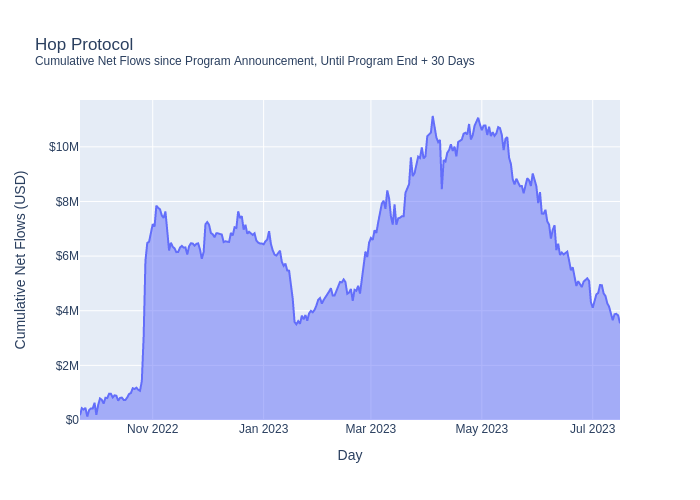 Hop Protocol
Cumulative Net Flows since Program Announcement, Until Program End + 30 Days
Cumulative Net Flows (USD)
$10M
$8M
$6M
$4M
$2M
$0
Nov 2022 Jan 2023 Mar 2023 May 2023 Jul 2023
Day